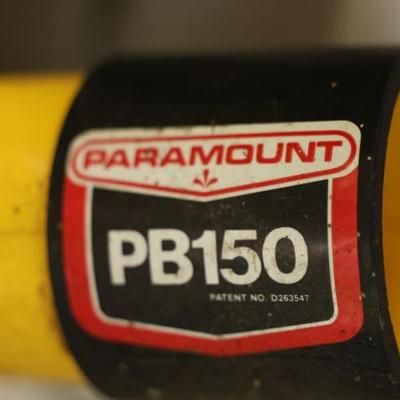 PARAMOUNT
PB150
PATENT NO. D263547